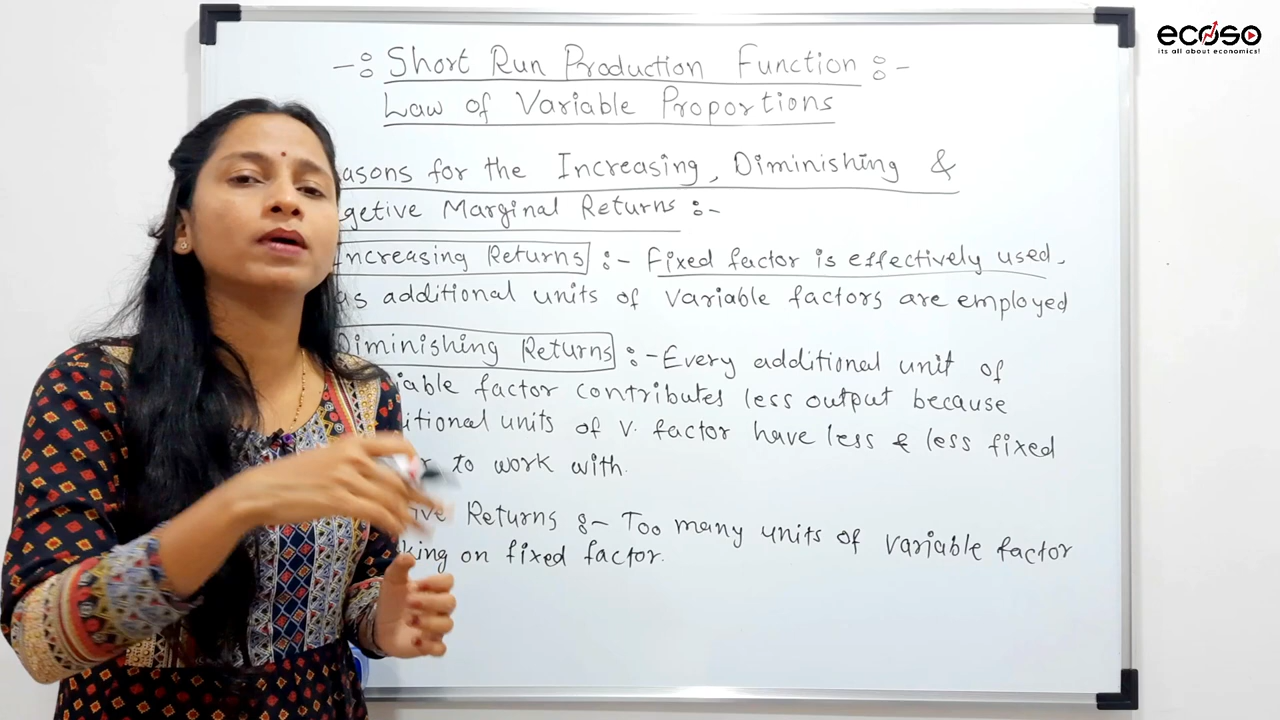 ecoso
its all about economics!
-: Short Run Production Function :-
Law of Variable Proportions
asons for the Increasing, Diminishing &
getive Marginal Returns :-
Increasing Returns :- Fixed factor is effectively used.
as additional units of variable factors are employed
Diminishing Returns :- Every additional unit of
iable factor contributes less output because
itional units of V. factor have less & less fixed
r to work with.
ive Returns :- Too many units of variable factor
king on fixed factor.